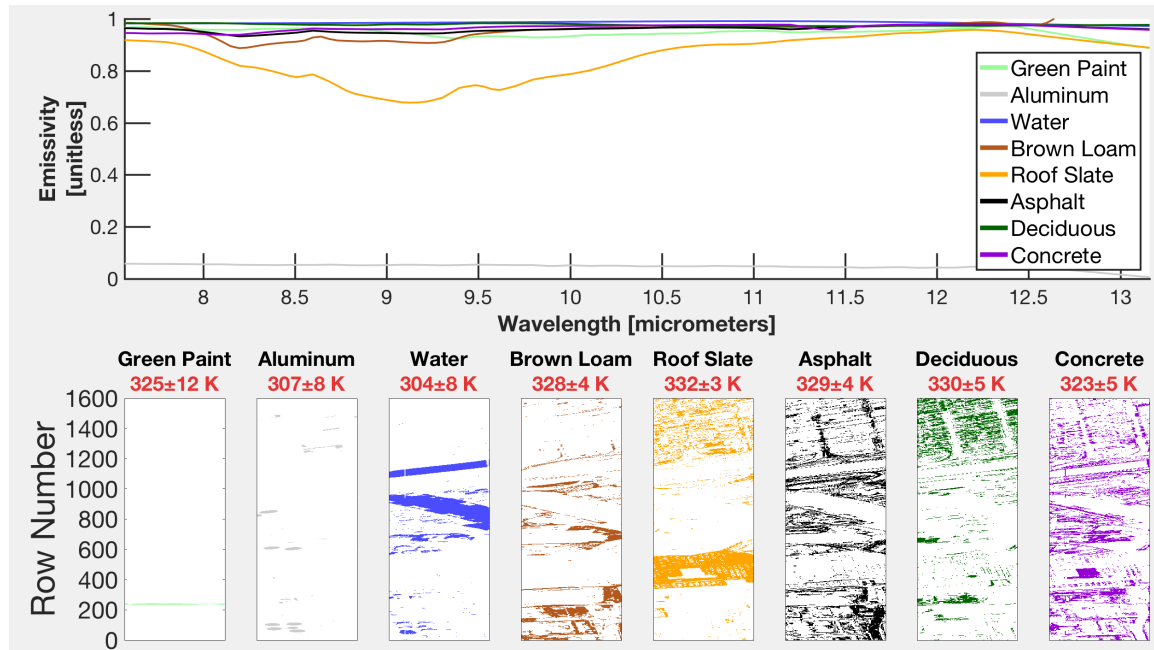 1
0.8
0.6
0.4
0.2
0
Emissivity
[unitless]
8 8.5 9 9.5 10 10.5 11 11.5 12 12.5 13
Wavelength [micrometers]
Green Paint
Aluminum
Water
Brown Loam
Roof Slate
Asphalt
Deciduous
Concrete
Green Paint Aluminum Water Brown Loam Roof Slate Asphalt Deciduous Concrete
325±12 K 307±8 K 304±8 K 328±4 K 332±3 K 329±4 K 330±5 K 323±5 K
1600
1400
1200
1000
800
600
400
200
0
Row Number